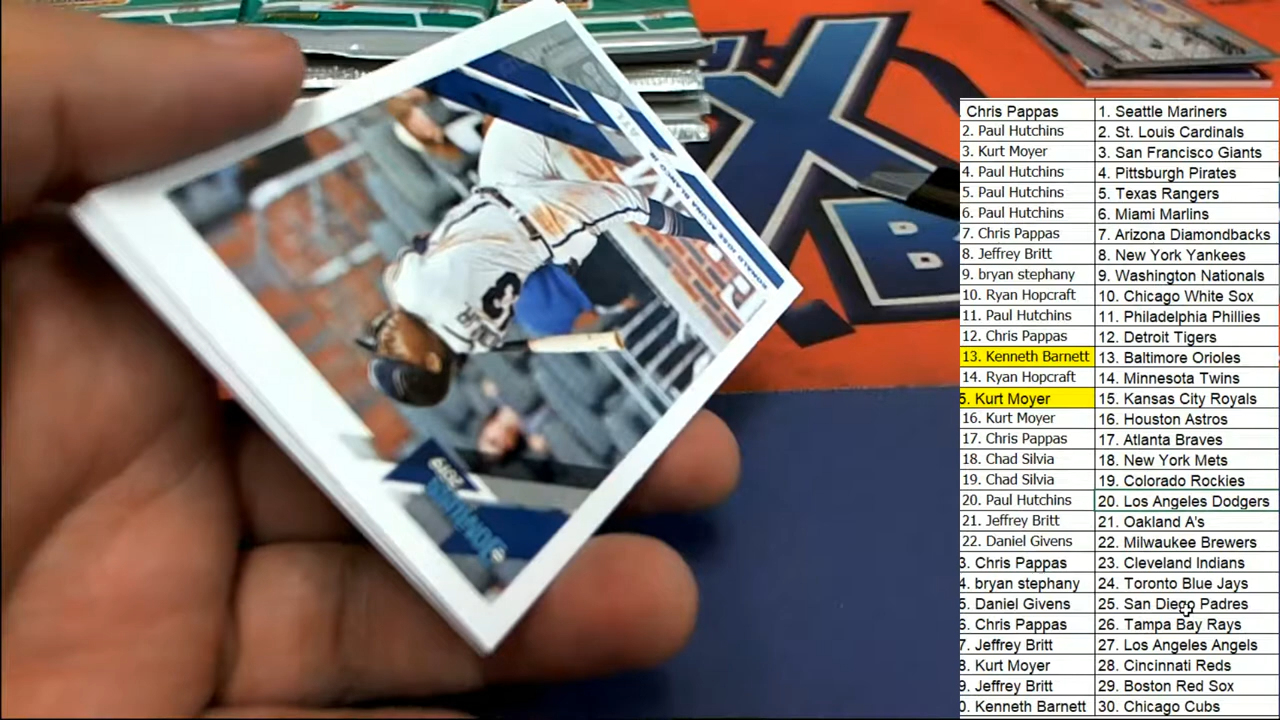 Chris Pappas 1. Seattle Mariners
2. Paul Hutchins 2. St. Louis Cardinals
3. Kurt Moyer 3. San Francisco Giants
4. Paul Hutchins 4. Pittsburgh Pirates
5. Paul Hutchins 5. Texas Rangers
6. Paul Hutchins 6. Miami Marlins
7. Chris Pappas 7. Arizona Diamondbacks
8. Jeffrey Britt 8. New York Yankees
9. bryan stephany 9. Washington Nationals
10. Ryan Hopcraft 10. Chicago White Sox
11. Paul Hutchins 11. Philadelphia Phillies
12. Chris Pappas 12. Detroit Tigers
13. Kenneth Barnett 13. Baltimore Orioles
14. Ryan Hopcraft 14. Minnesota Twins
5. Kurt Moyer 15. Kansas City Royals
16. Kurt Moyer 16. Houston Astros
17. Chris Pappas 17. Atlanta Braves
18. Chad Silvia 18. New York Mets
19. Chad Silvia 19. Colorado Rockies
20. Paul Hutchins 20. Los Angeles Dodgers
21. Jeffrey Britt 21. Oakland A's
22. Daniel Givens 22. Milwaukee Brewers
3. Chris Pappas 23. Cleveland Indians
4. bryan stephany 24. Toronto Blue Jays
5. Daniel Givens 25. San Diego Padres
6. Chris Pappas 26. Tampa Bay Rays
7. Jeffrey Britt 27. Los Angeles Angels
8. Kurt Moyer 28. Cincinnati Reds
9. Jeffrey Britt 29. Boston Red Sox
0. Kenneth Barnett 30. Chicago Cubs
ATL
RONALD JOSE ACUNA BLANCO JR.
JR.
2019
DONRUSS
X
B